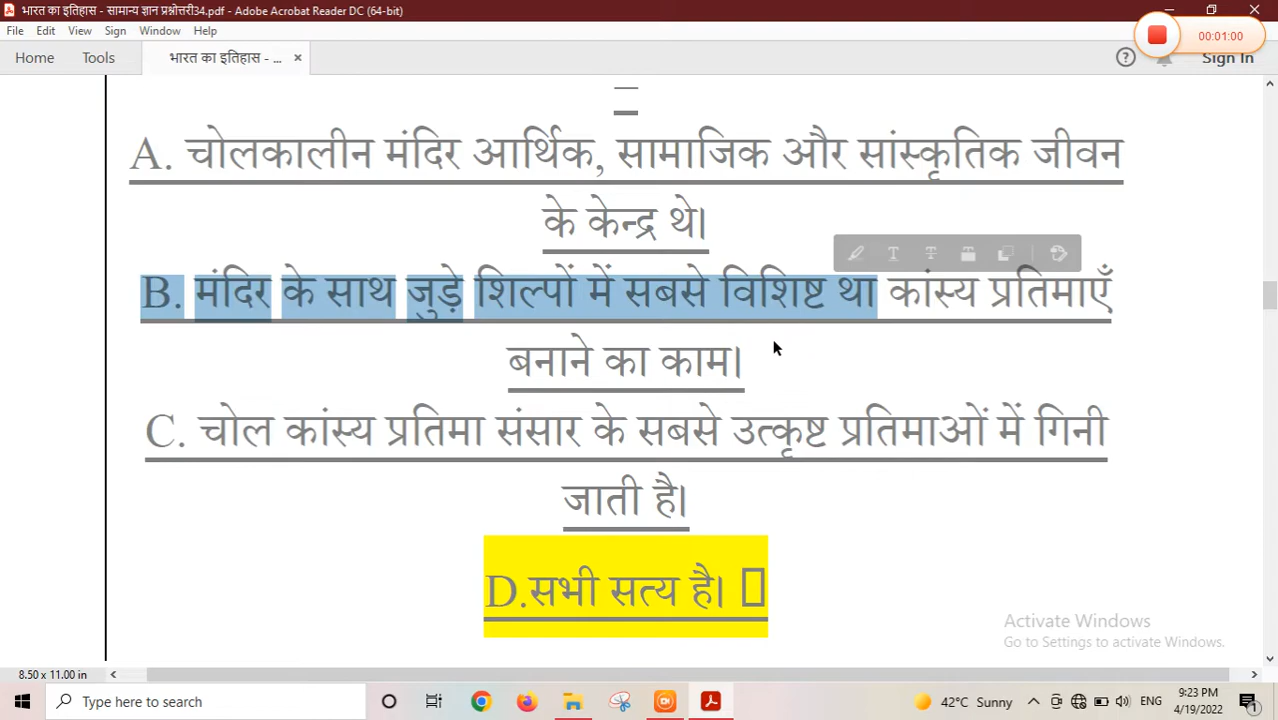 भारत का इतिहास - सामान्य ज्ञान प्रश्नोत्तरी34.pdf - Adobe Acrobat Reader DC (64-bit)
File Edit View Sign Window Help
00:01:00
Home Tools भारत का इतिहास - ... × Sign In
A. चोलकालीन मंदिर आर्थिक, सामाजिक और सांस्कृतिक जीवन
के केन्द्र थे।
B. मंदिर के साथ जुड़े शिल्पों में सबसे विशिष्ट था कांस्य प्रतिमाएँ
बनाने का काम।
C. चोल कांस्य प्रतिमा संसार के सबसे उत्कृष्ट प्रतिमाओं में गिनी
जाती है।
D.सभी सत्य है।
Activate Windows
Go to Settings to activate Windows.
8.50 x 11.00 in
Type here to search
42°C Sunny
ENG
9:23 PM
4/19/2022